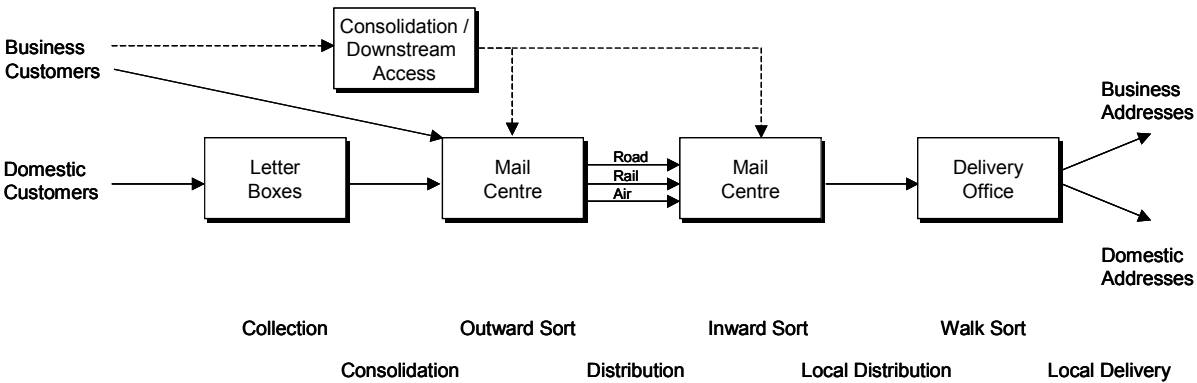 Consolidation /
Downstream
Access
Business
Customers
Business
Addresses
Domestic
Customers
Letter
Boxes
Mail
Centre
Road
Rail
Air
Mail
Centre
Delivery
Office
Domestic
Addresses
Collection
Outward Sort
Inward Sort
Walk Sort
Consolidation
Distribution
Local Distribution
Local Delivery